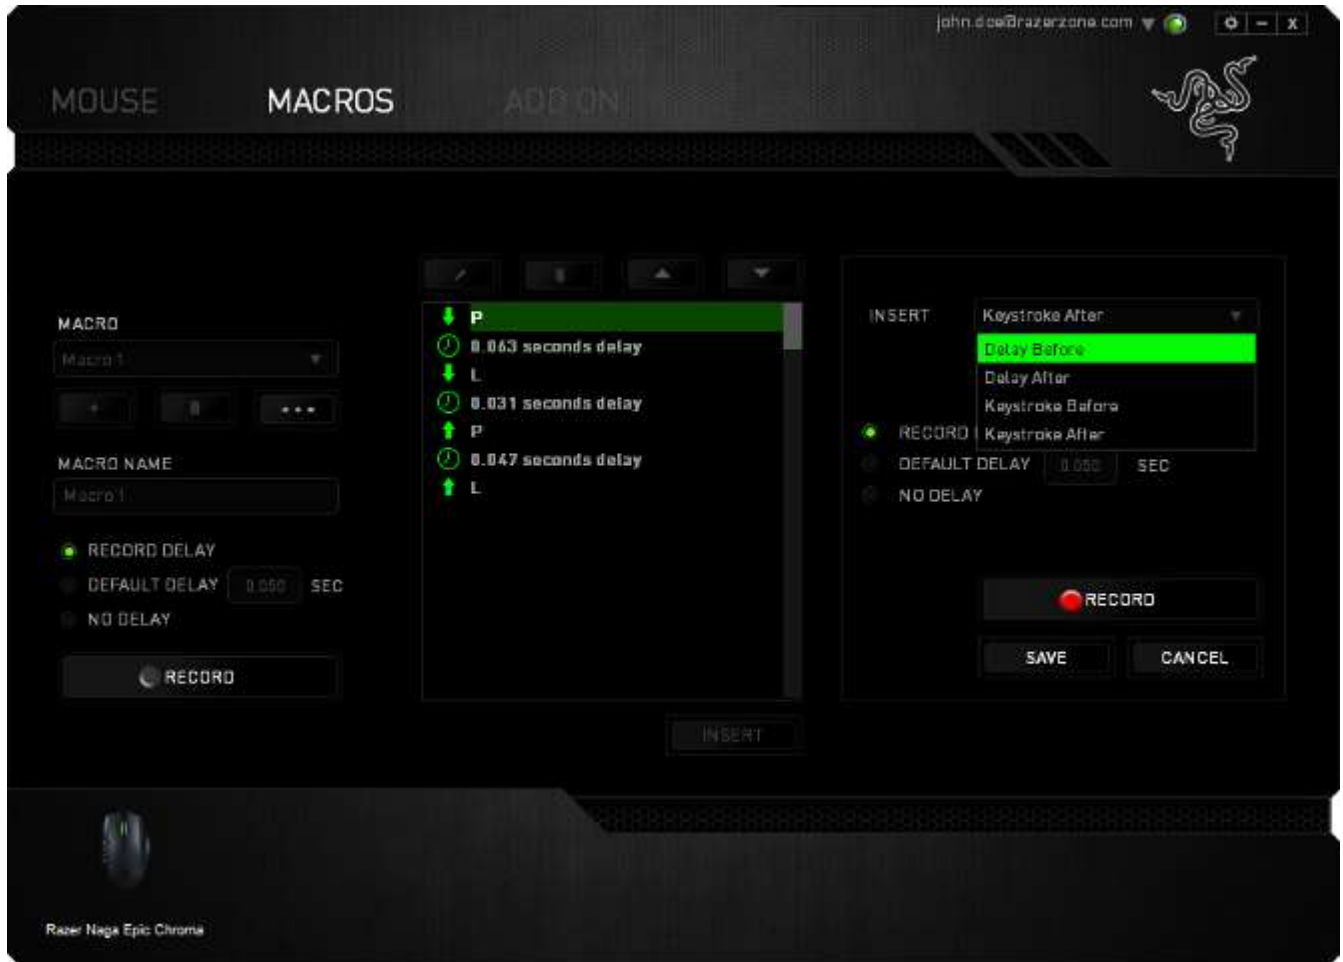 john.doe@razerzone.com
MOUSE MACROS ADD ON
MACRO
Macro 1
MACRO NAME
Macro 1
RECORD DELAY
DEFAULT DELAY 0.050 SEC
NO DELAY
RECORD
P
0.063 seconds delay
L
0.031 seconds delay
P
0.047 seconds delay
L
INSERT
INSERT Keystroke After
Delay Before
Delay After
Keystroke Before
Keystroke After
RECORD
DEFAULT DELAY 0.050 SEC
NO DELAY
RECORD
SAVE CANCEL
Razer Naga Epic Chroma